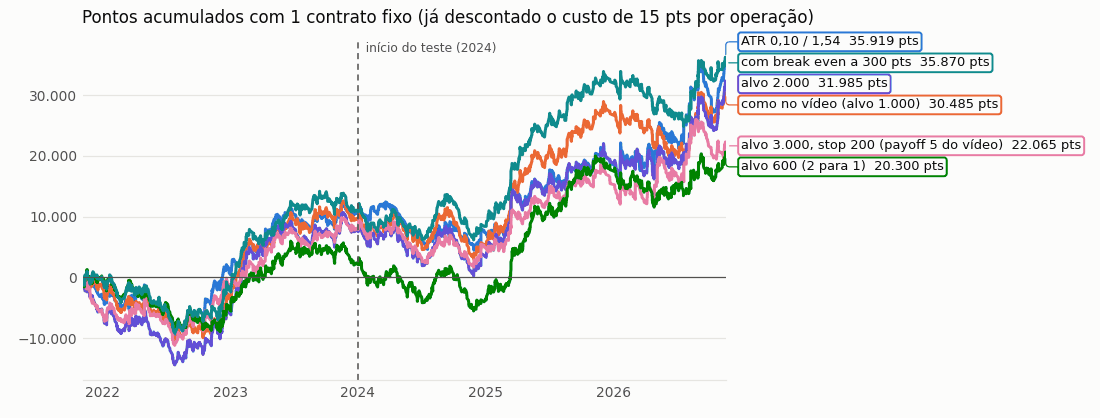 Pontos acumulados com 1 contrato fixo (já descontado o custo de 15 pts por operação)
início do teste (2024)
ATR 0,10 / 1,54  35.919 pts
com break even a 300 pts  35.870 pts
alvo 2.000  31.985 pts
como no vídeo (alvo 1.000)  30.485 pts
alvo 3.000, stop 200 (payoff 5 do vídeo)  22.065 pts
alvo 600 (2 para 1)  20.300 pts
30.000
20.000
10.000
0
−10.000
2022 2023 2024 2025 2026